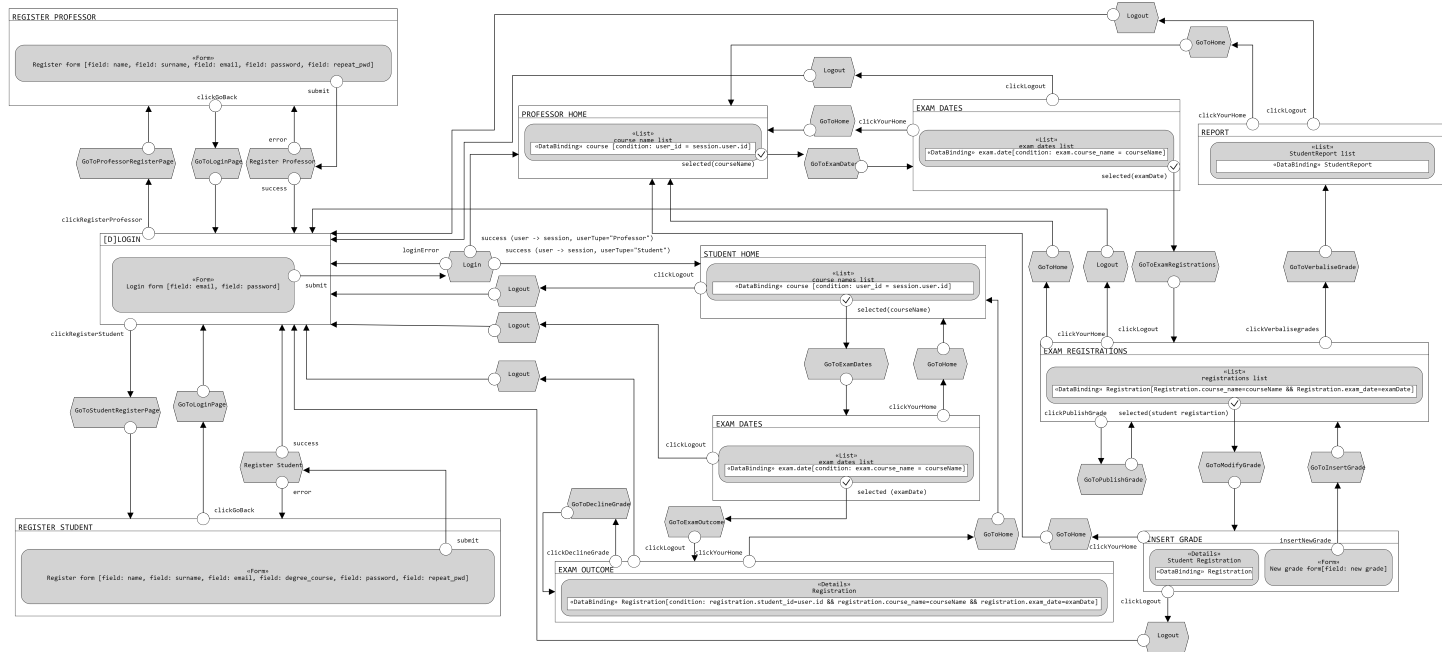 REGISTER PROFESSOR
«Form»
Register form [field: name, field: surname, field: email, field: password, field: repeat_pwd]
submit
clickGoBack
error
GoToProfessorRegisterPage
GoToLoginPage
Register Professor
success
clickRegisterProfessor
[D]LOGIN
«Form»
Login form [field: email, field: password]
submit
clickRegisterStudent
loginError
Login
success (user -> session, userType="Professor")
success (user -> session, userType="Student")
Logout
Logout
Logout
GoToStudentRegisterPage
GoToLoginPage
success
Register Student
error
clickGoBack
REGISTER STUDENT
submit
«Form»
Register form [field: name, field: surname, field: email, field: degree_course, field: password, field: repeat_pwd]
PROFESSOR HOME
«List»
course name list
«DataBinding» course [condition: user_id = session.user.id]
selected(courseName)
Logout
GoToHome
GoToExamDate
clickYourHome
clickLogout
EXAM DATES
«List»
exam dates list
«DataBinding» exam.date[condition: exam.course_name = courseName]
selected(examDate)
Logout
GoToHome
clickYourHome
clickLogout
REPORT
«List»
StudentReport list
«DataBinding» StudentReport
STUDENT HOME
clickLogout
«List»
course names list
«DataBinding» course [condition: user_id = session.user.id]
selected(courseName)
GoToExamDates
GoToHome
clickYourHome
EXAM DATES
clickLogout
«List»
exam dates list
«DataBinding» exam.date[condition: exam.course_name = courseName]
selected (examDate)
GoToDeclineGrade
GoToExamOutcome
GoToHome
clickDeclineGrade
clickLogout
clickYourHome
EXAM OUTCOME
«Details»
Registration
«DataBinding» Registration[condition: registration.student_id=user.id && registration.course_name=courseName && registration.exam_date=examDate]
GoToHome
Logout
GoToExamRegistrations
GoToVerbaliseGrade
clickYourHome
clickLogout
clickVerbalisegrades
EXAM REGISTRATIONS
«List»
registrations list
«DataBinding» Registration[Registration.course_name=courseName && Registration.exam_date=examDate]
clickPublishGrade
selected(student registartion)
GoToPublishGrade
GoToModifyGrade
GoToInsertGrade
GoToHome
clickYourHome
INSERT GRADE
insertNewGrade
«Details»
Student Registration
«DataBinding» Registration
«Form»
New grade form[field: new grade]
clickLogout
Logout